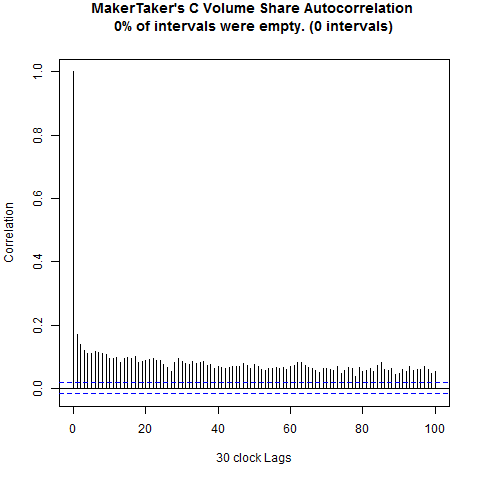 MakerTaker's C Volume Share Autocorrelation
0% of intervals were empty. (0 intervals)
1.0
0.8
0.6
0.4
0.2
0.0
Correlation
0 20 40 60 80 100
30 clock Lags